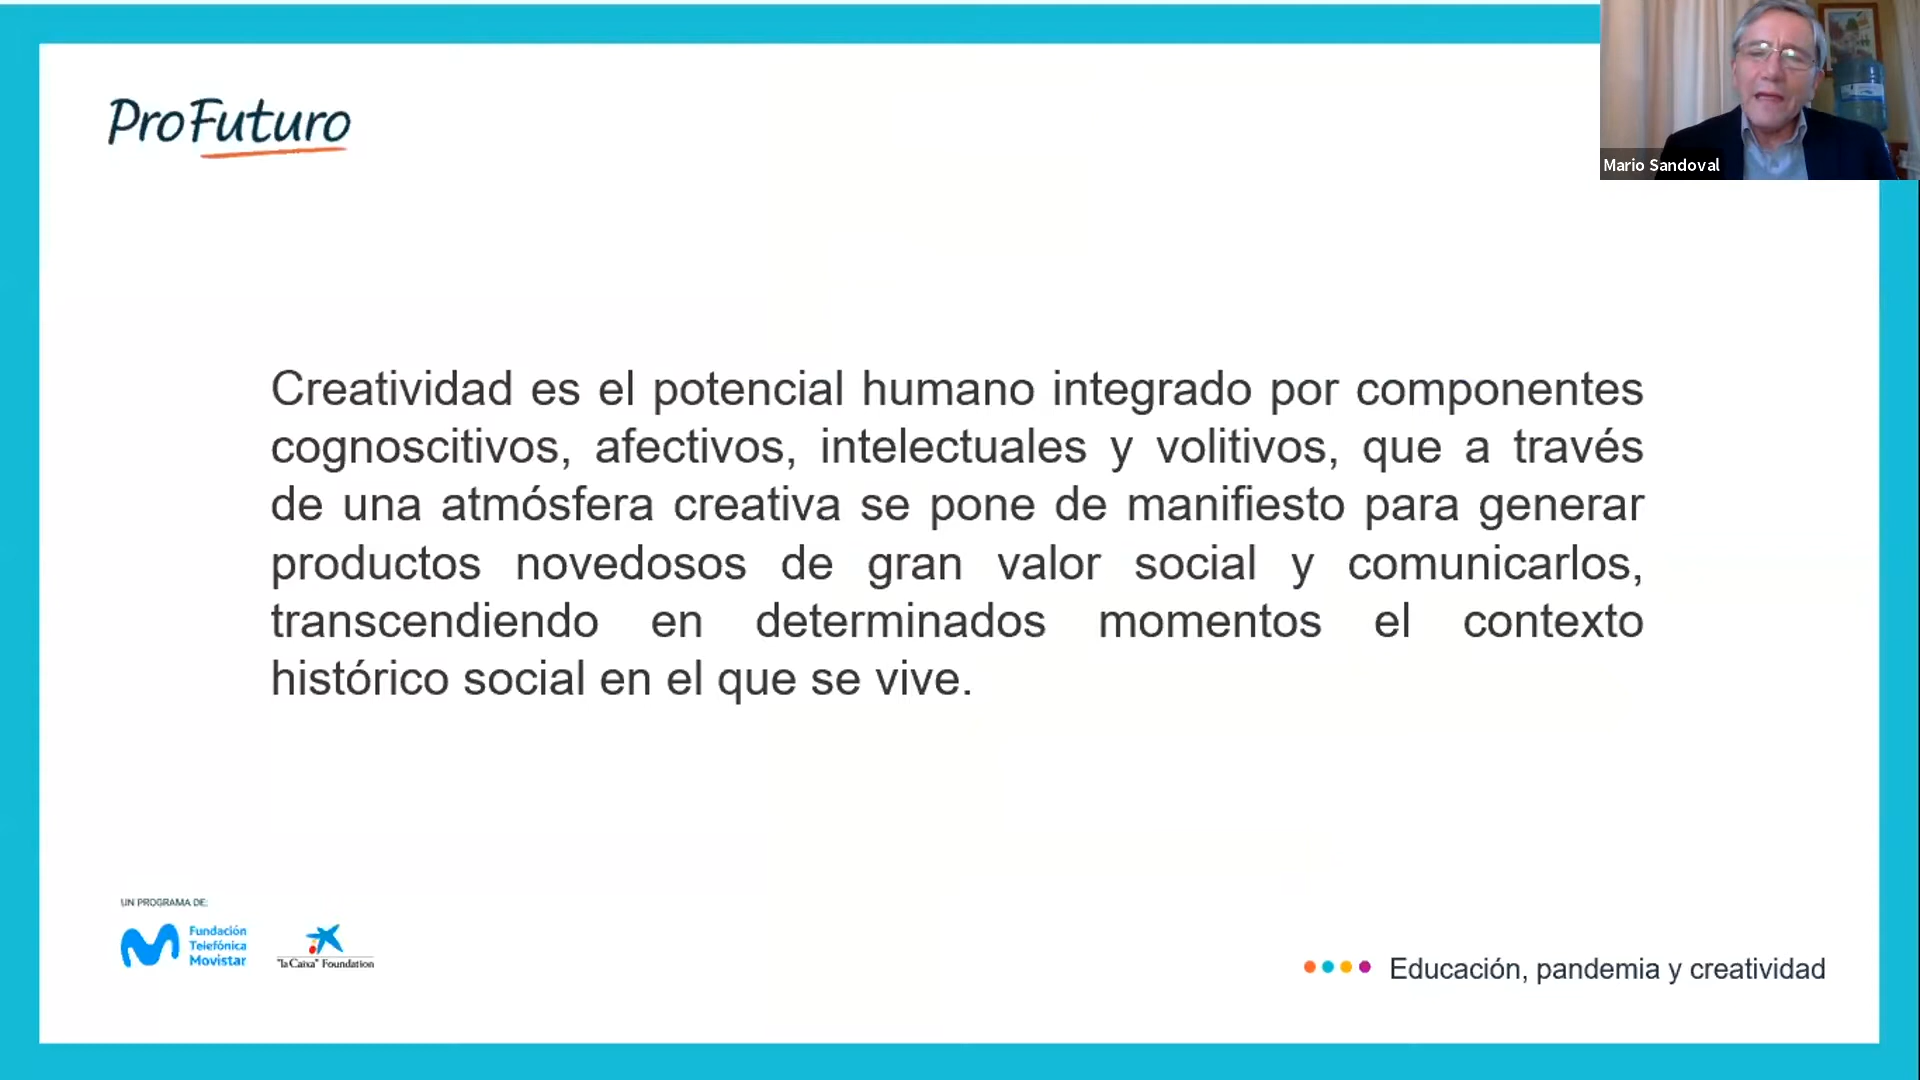 ProFuturo
Mario Sandoval
Creatividad es el potencial humano integrado por componentes
cognoscitivos, afectivos, intelectuales y volitivos, que a través
de una atmósfera creativa se pone de manifiesto para generar
productos novedosos de gran valor social y comunicarlos,
transcendiendo en determinados momentos el contexto
histórico social en el que se vive.
UN PROGRAMA DE:
Fundación
Telefónica
Movistar
"la Caixa" Foundation
Educación, pandemia y creatividad